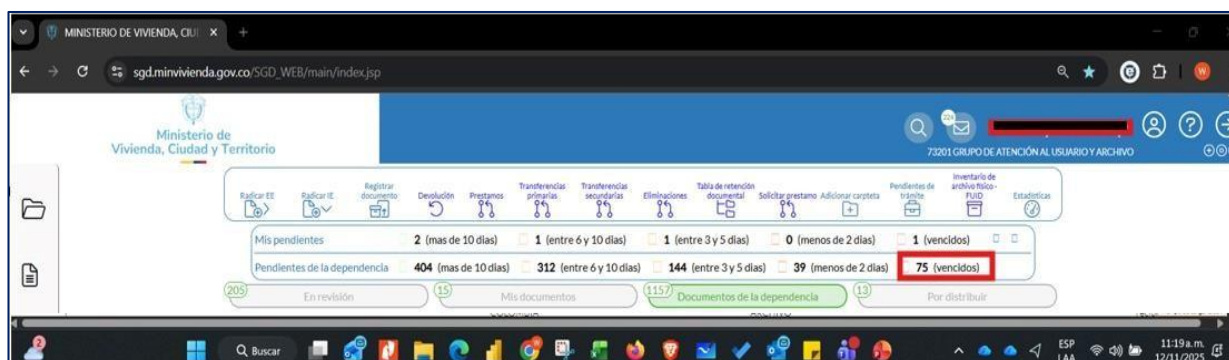 MINISTERIO DE VIVIENDA, CIU
sgd.minvivienda.gov.co/SGD_WEB/main/index.jsp
W
Ministerio de
Vivienda, Ciudad y Territorio
224
73201 GRUPO DE ATENCIÓN AL USUARIO Y ARCHIVO
Radicar EE
Radicar IE
Registrar
documento
Devolución
Prestamos
Transferencias
primarias
Transferencias
secundarias
Eliminaciones
Tabla de retención
documental
Solicitar prestamo
Adicionar carpteta
Pendientes de
trámite
Inventario de
archivo físico -
FUID
Estadísticas
Mis pendientes 2 (mas de 10 dias) 1 (entre 6 y 10 dias) 1 (entre 3 y 5 dias) 0 (menos de 2 dias) 1 (vencidos)
Pendientes de la dependencia 404 (mas de 10 dias) 312 (entre 6 y 10 dias) 144 (entre 3 y 5 dias) 39 (menos de 2 dias) 75 (vencidos)
205 En revisión 15 Mis documentos 1157 Documentos de la dependencia 13 Por distribuir
2
Buscar
ESP
LAA
11:19 a.m.
12/11/2025